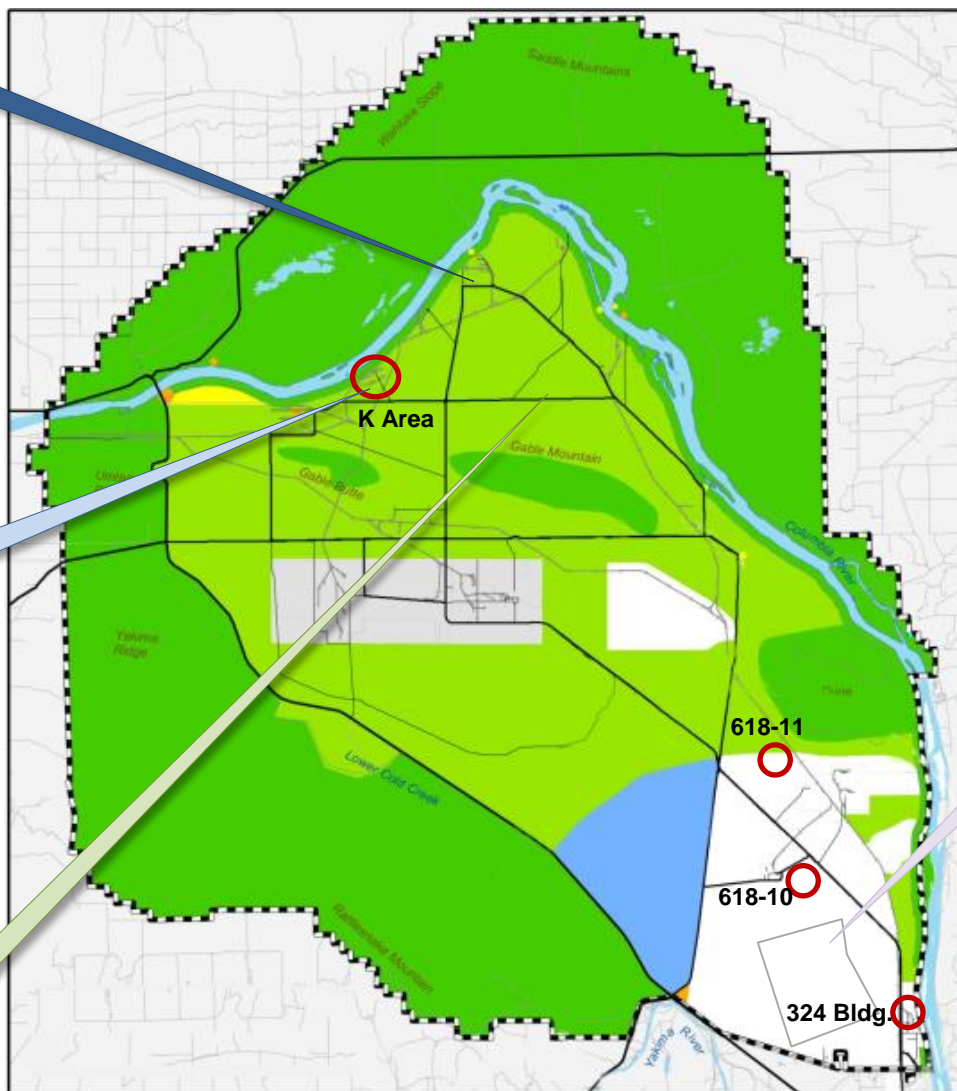 Saddle Mountains
Wahluke Slope
K Area
Gable Mountain
Gable Butte
Columbia River
Yakima
Ridge
Dune
618-11
Lower Cold Creek
618-10
Rattlesnake Mountain
324 Bldg.
Yakima
River